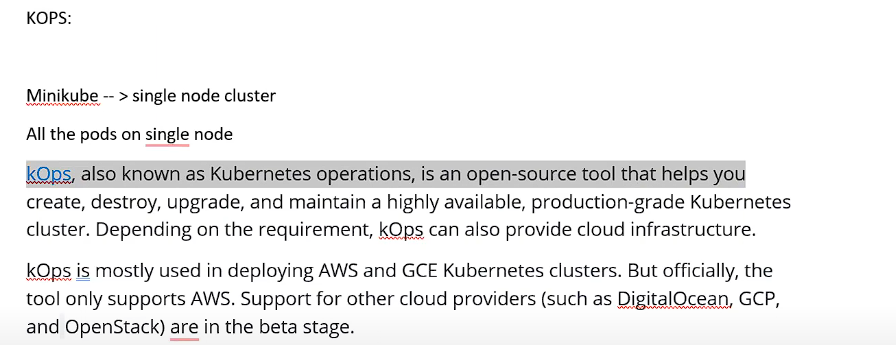 KOPS:
Minikube -- > single node cluster
All the pods on single node
kOps, also known as Kubernetes operations, is an open-source tool that helps you
create, destroy, upgrade, and maintain a highly available, production-grade Kubernetes
cluster. Depending on the requirement, kOps can also provide cloud infrastructure.
kOps is mostly used in deploying AWS and GCE Kubernetes clusters. But officially, the
tool only supports AWS. Support for other cloud providers (such as DigitalOcean, GCP,
and OpenStack) are in the beta stage.